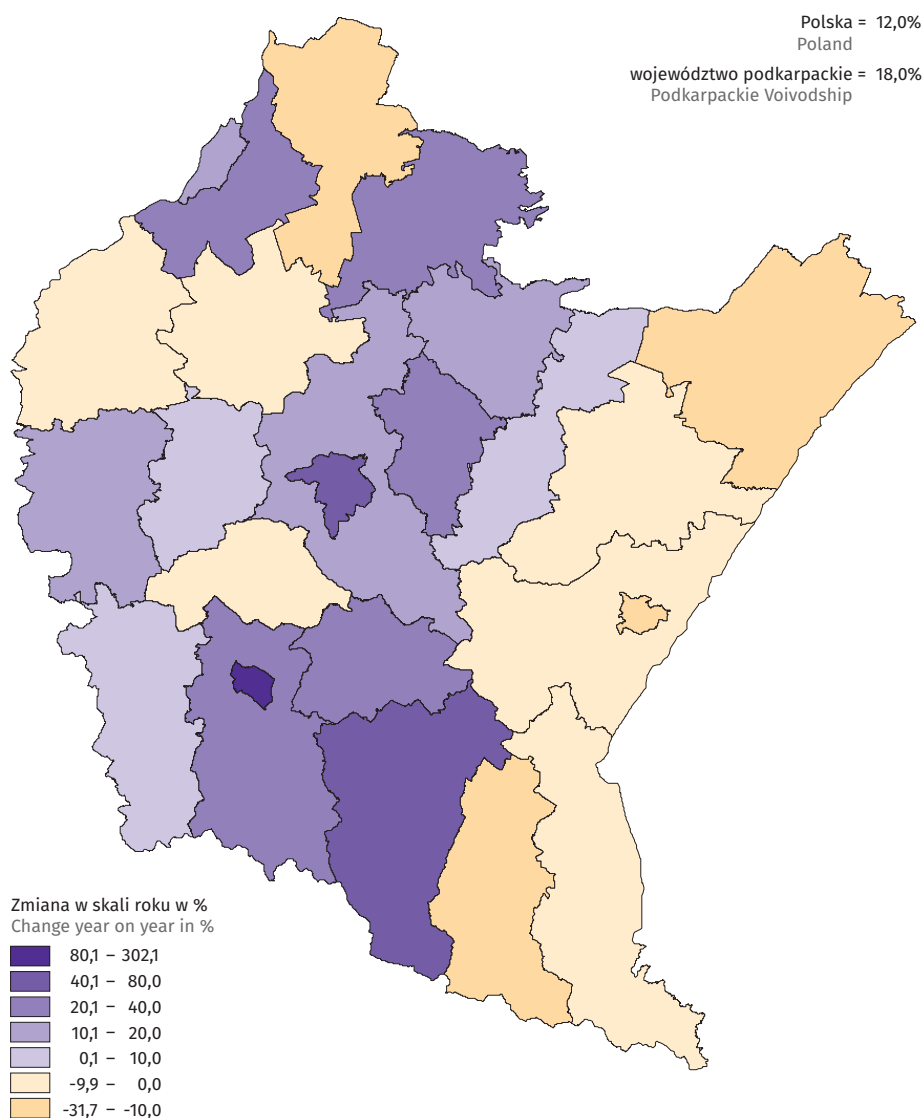 Polska = 12,0%
Poland
województwo podkarpackie = 18,0%
Podkarpackie Voivodship
Zmiana w skali roku w %
Change year on year in %
80,1 – 302,1
40,1 – 80,0
20,1 – 40,0
10,1 – 20,0
0,1 – 10,0
-9,9 – 0,0
-31,7 – -10,0